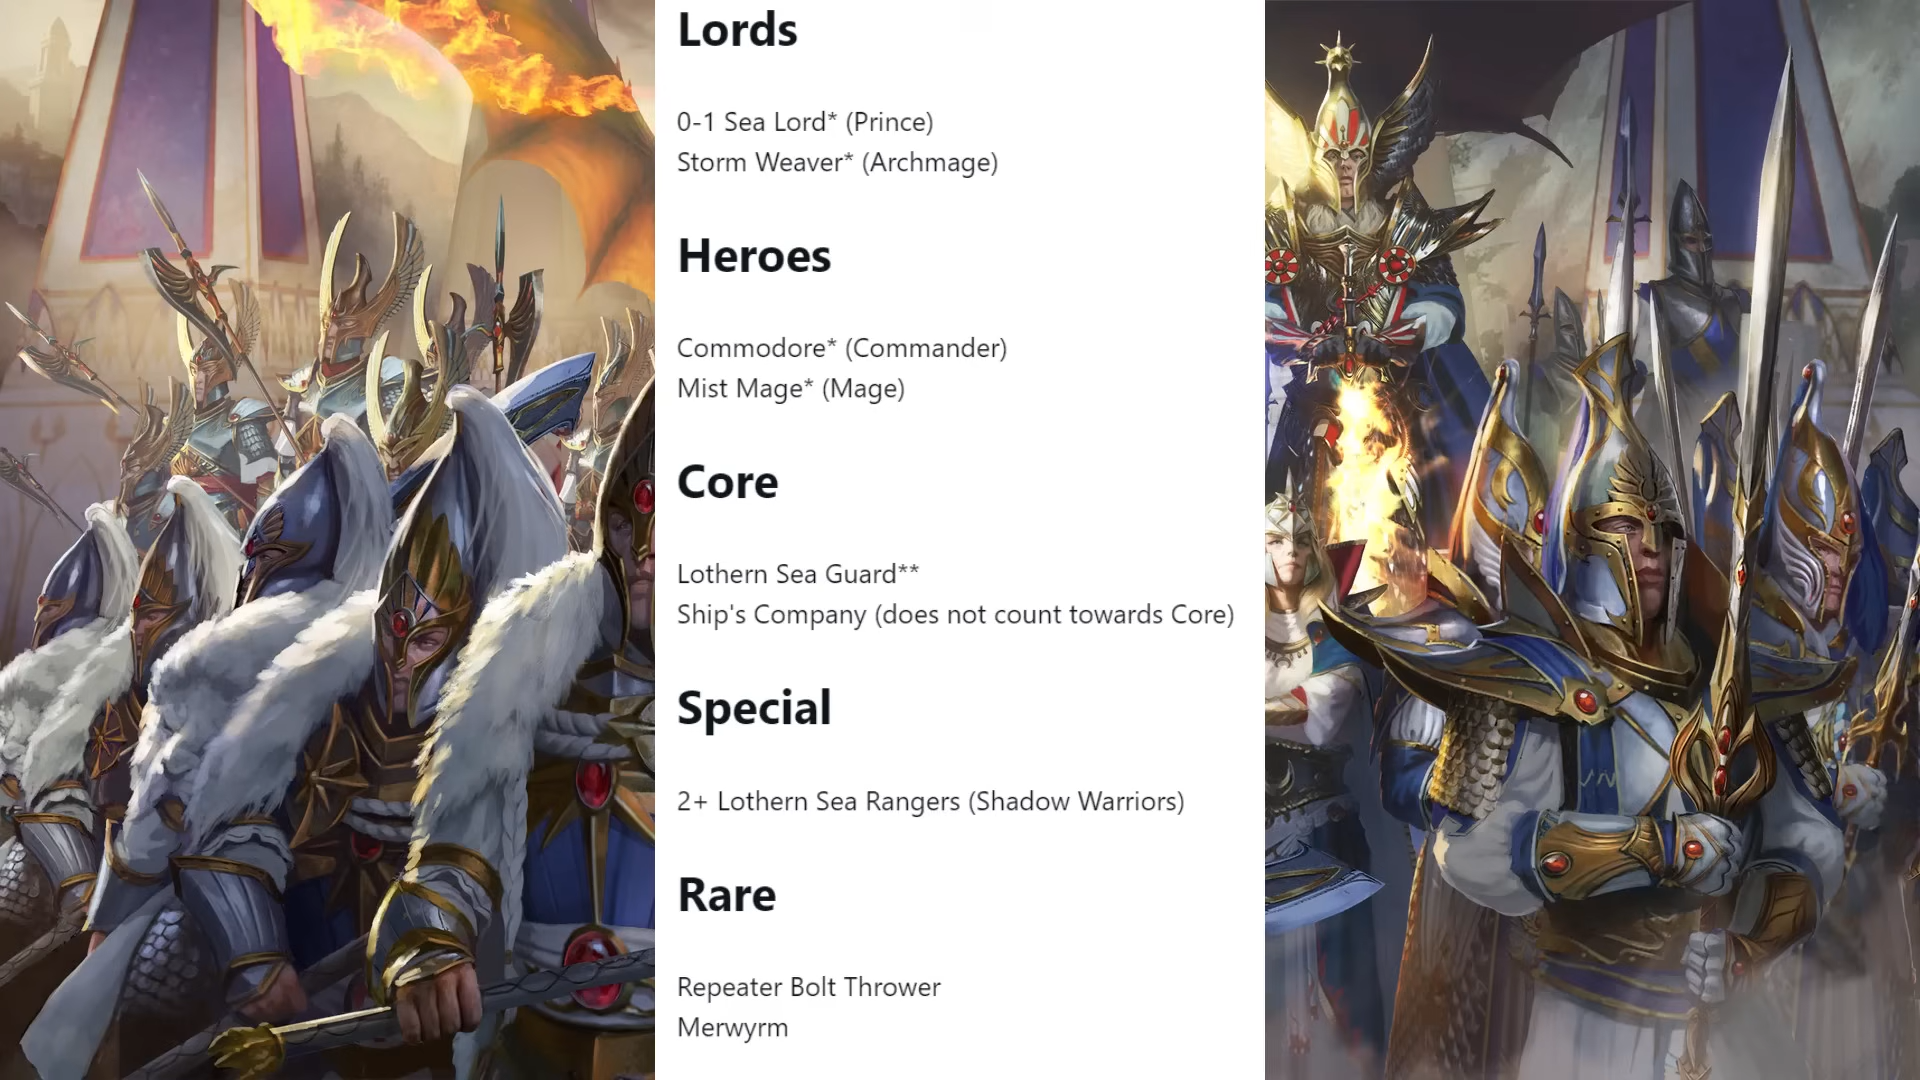 Lords
0-1 Sea Lord* (Prince)
Storm Weaver* (Archmage)
Heroes
Commodore* (Commander)
Mist Mage* (Mage)
Core
Lothern Sea Guard**
Ship's Company (does not count towards Core)
Special
2+ Lothern Sea Rangers (Shadow Warriors)
Rare
Repeater Bolt Thrower
Merwyrm